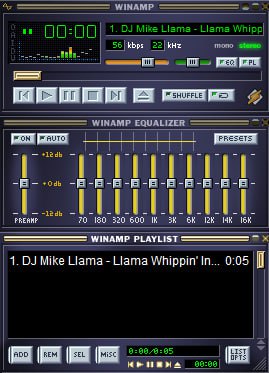 WINAMP
O
A
I
D
00:00
1. DJ Mike Llama - Llama Whippin
56 kbps 22 kHz mono stereo
EQ PL
SHUFFLE
WINAMP EQUALIZER
ON AUTO PRESETS
+12 db
+0 db
-12 db
PREAMP 70 180 320 600 1K 3K 6K 12K 14K 16K
WINAMP PLAYLIST
1. DJ Mike Llama - Llama Whippin' In... 0:05
ADD REM SEL MISC 0:00/0:05 LIST OPTS
00:00